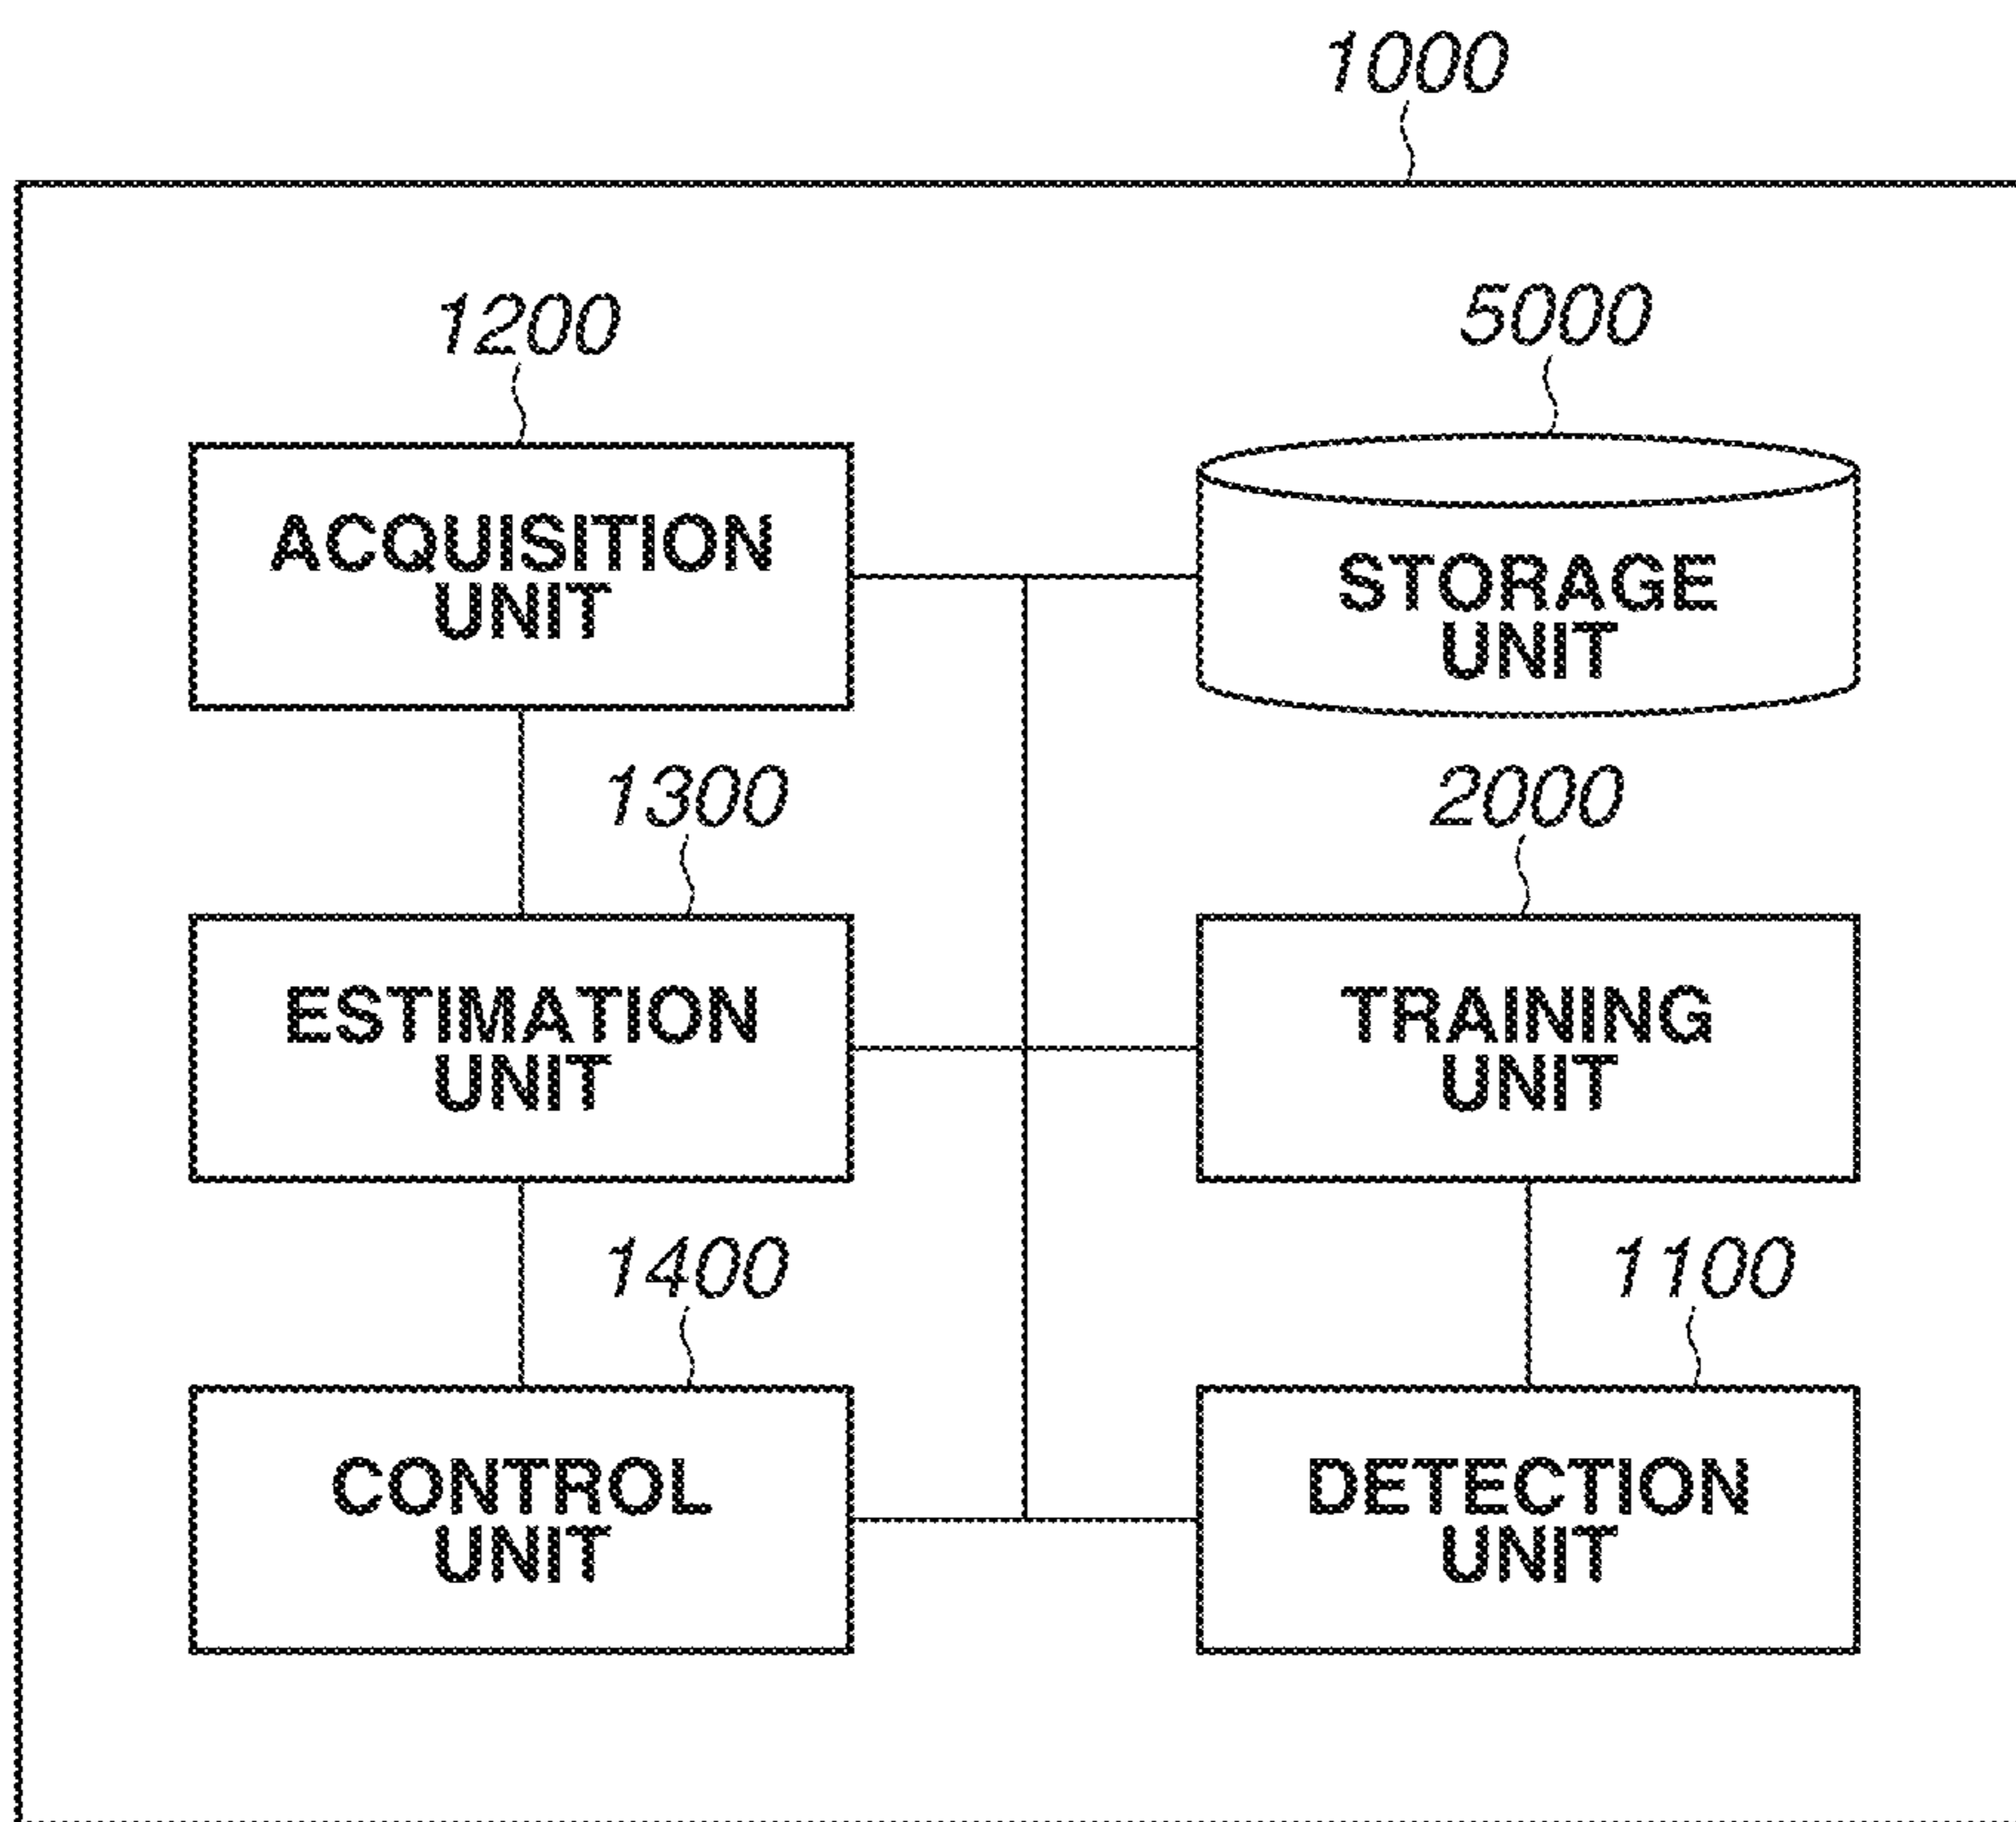 1000
1200
5000
ACQUISITION
UNIT
STORAGE
UNIT
1300
2000
ESTIMATION
UNIT
TRAINING
UNIT
1400
1100
CONTROL
UNIT
DETECTION
UNIT